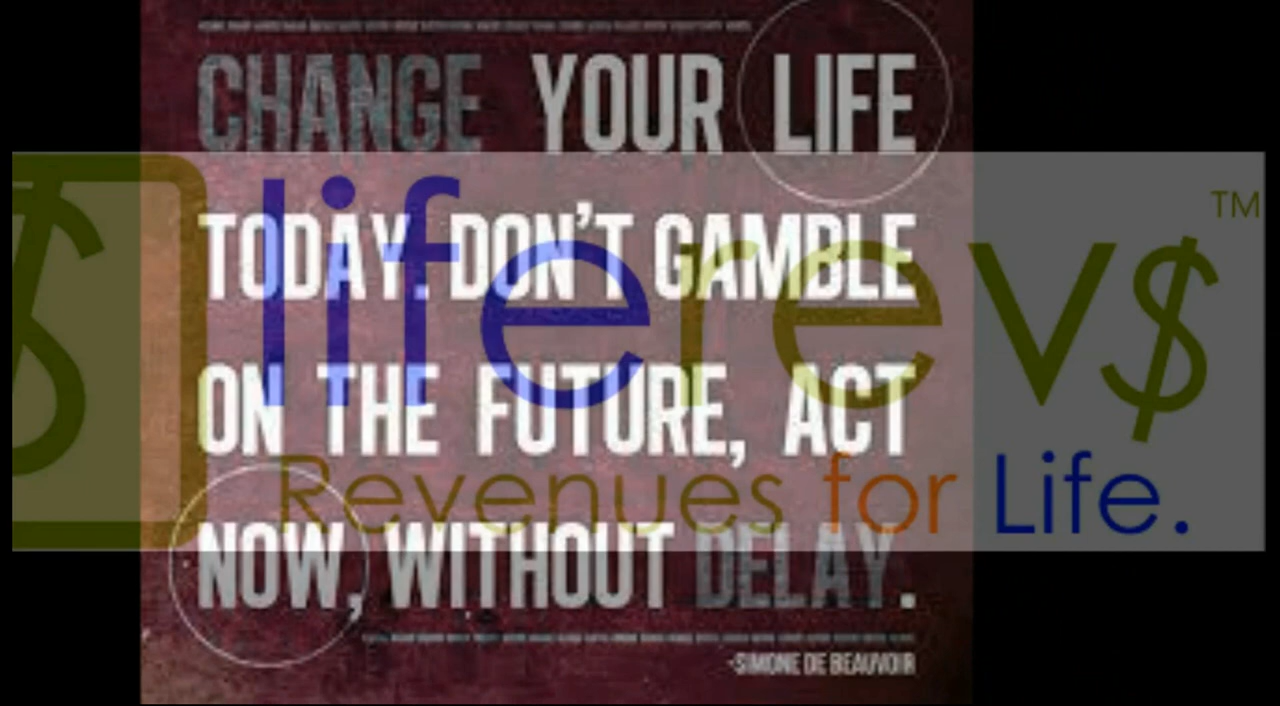 CHANGE YOUR LIFE
TODAY. DON'T GAMBLE
ON THE FUTURE, ACT
NOW, WITHOUT DELAY.
-SIMONE DE BEAUVOIR
$ liferev$ TM
Revenues for Life.